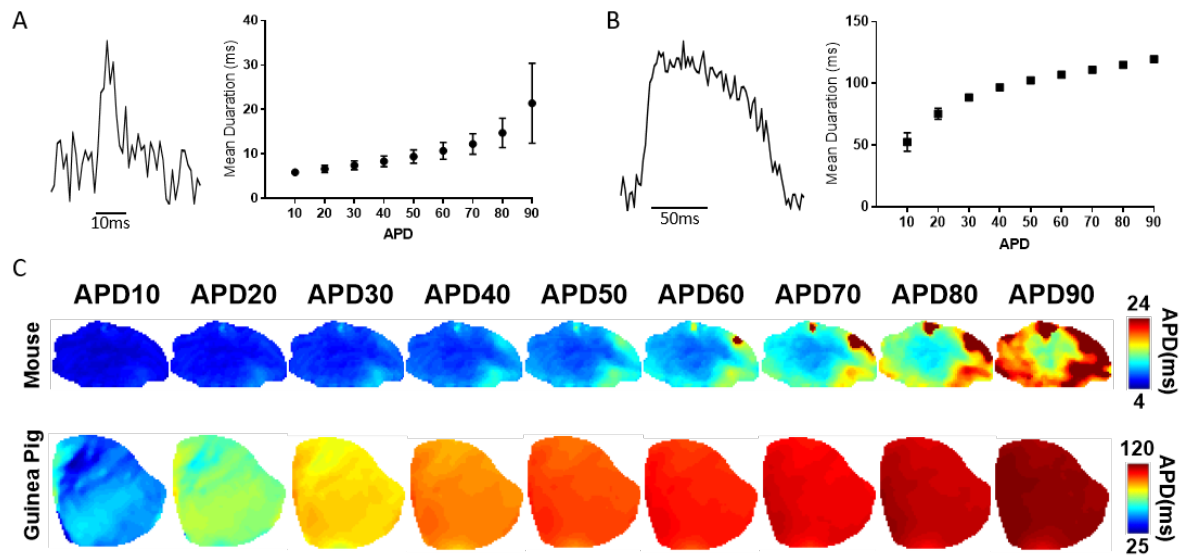 A
10ms
Mean Duaration (ms)
40
30
20
10
0
10 20 30 40 50 60 70 80 90
APD
B
50ms
Mean Duaration (ms)
150
100
50
0
10 20 30 40 50 60 70 80 90
APD
C
APD10 APD20 APD30 APD40 APD50 APD60 APD70 APD80 APD90
Mouse
24
4
APD(ms)
Guinea Pig
120
25
APD(ms)